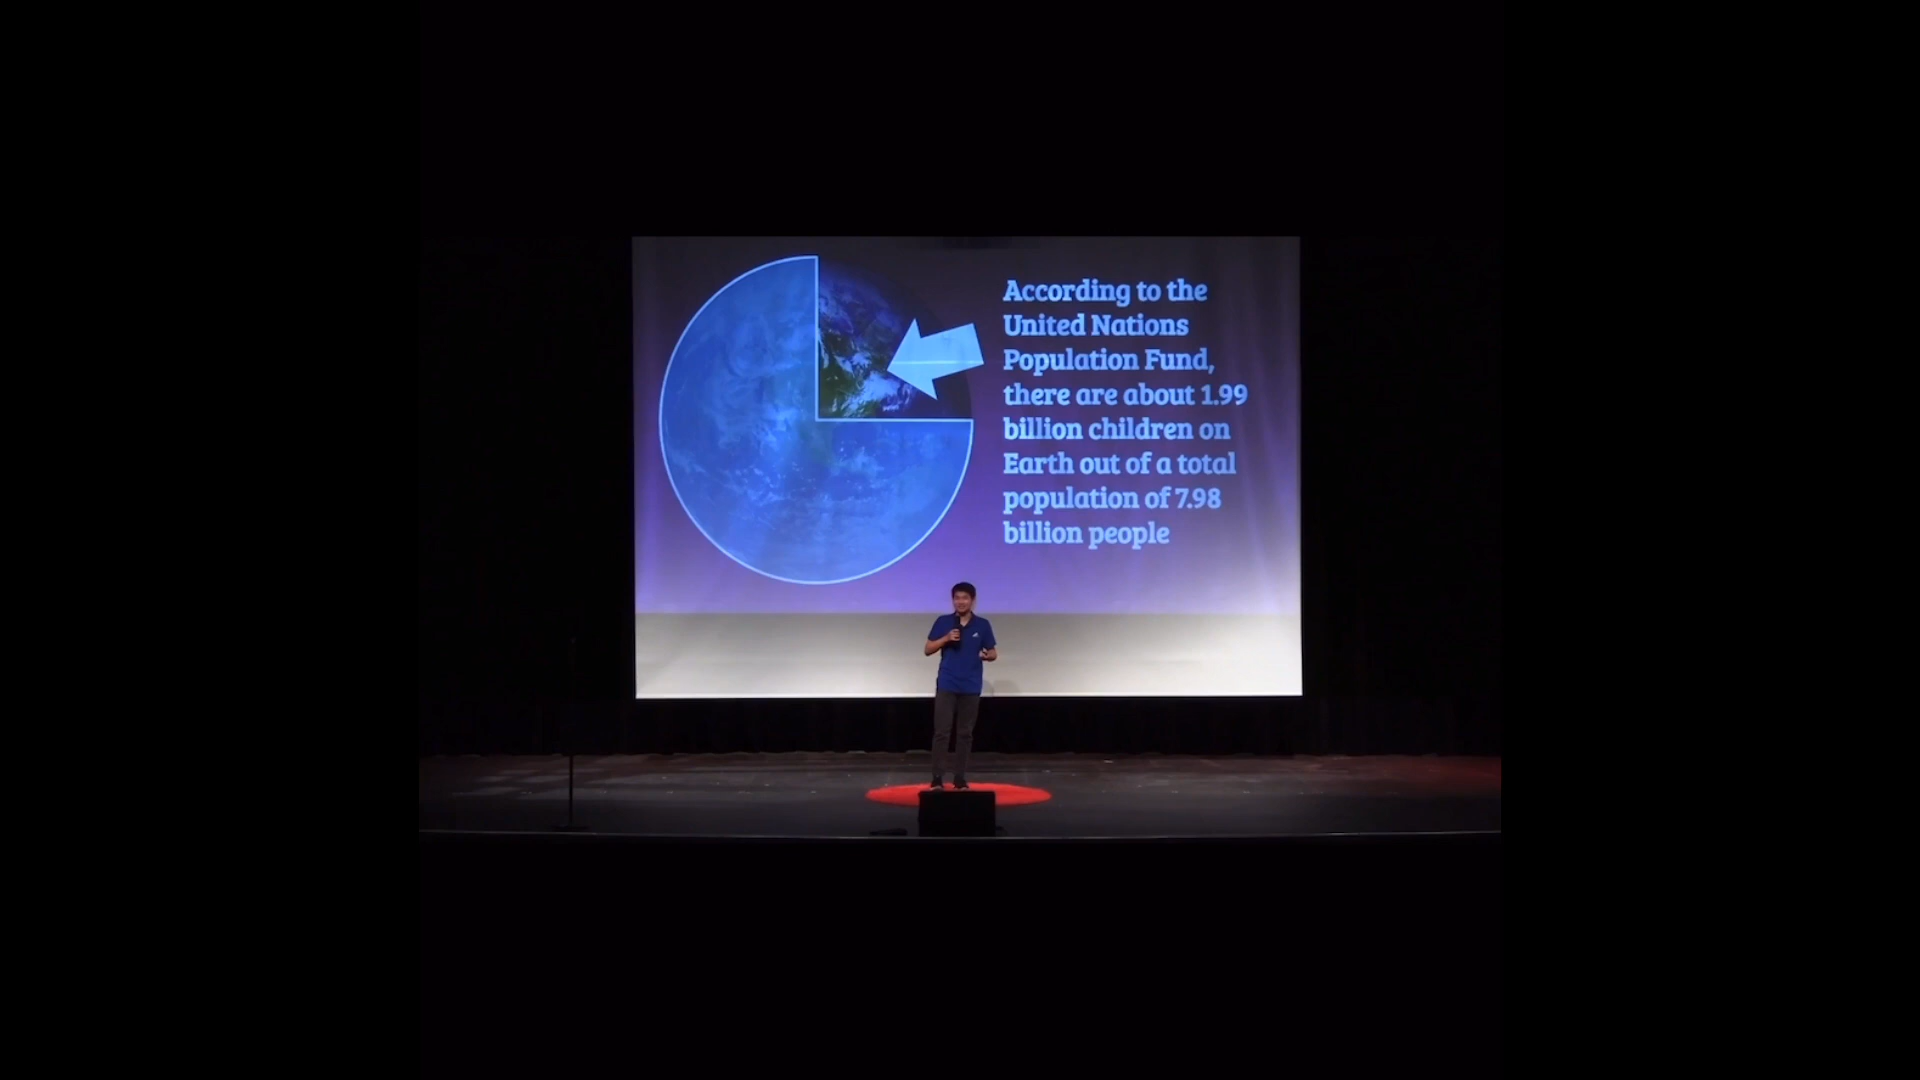 According to the
United Nations
Population Fund,
there are about 1.99
billion children on
Earth out of a total
population of 7.98
billion people